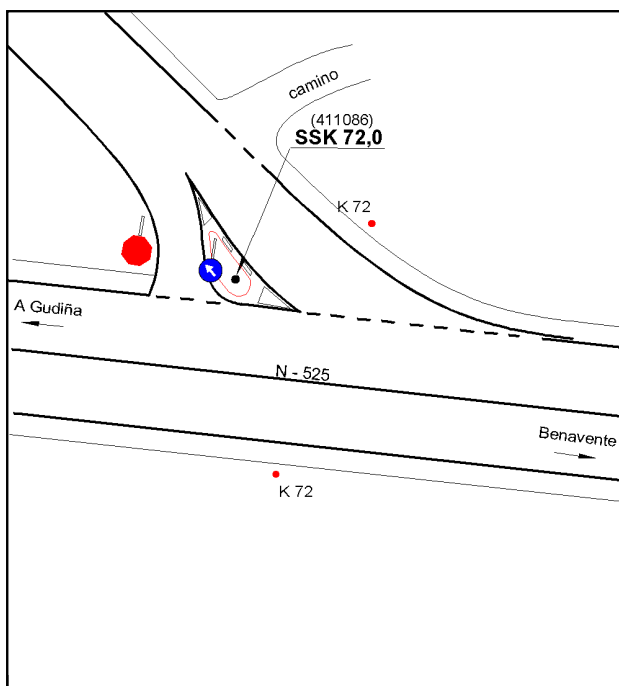 camino
(411086)
SSK 72,0
K 72
A Gudiña
N - 525
Benavente
K 72